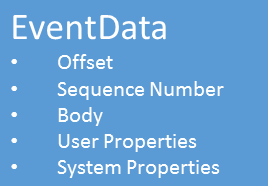 EventData
• Offset
• Sequence Number
• Body
• User Properties
• System Properties